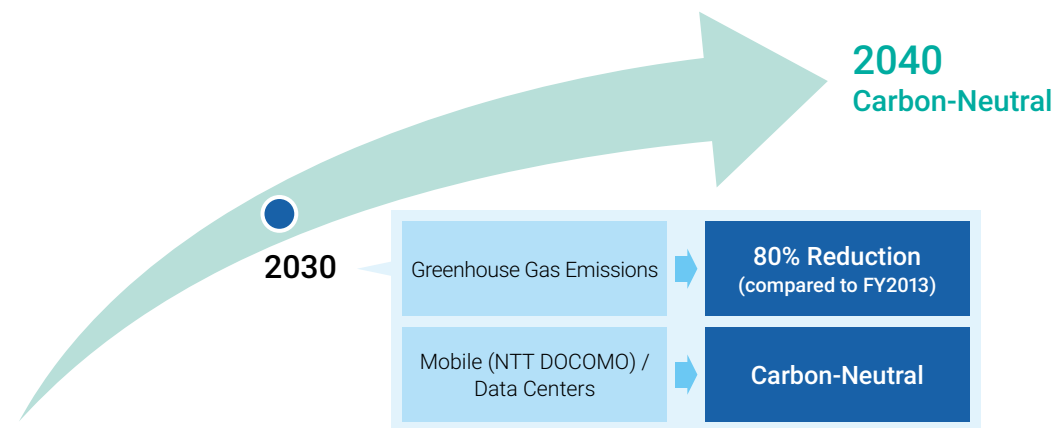 2040
Carbon-Neutral
2030
Greenhouse Gas Emissions
80% Reduction
(compared to FY2013)
Mobile (NTT DOCOMO) /
Data Centers
Carbon-Neutral